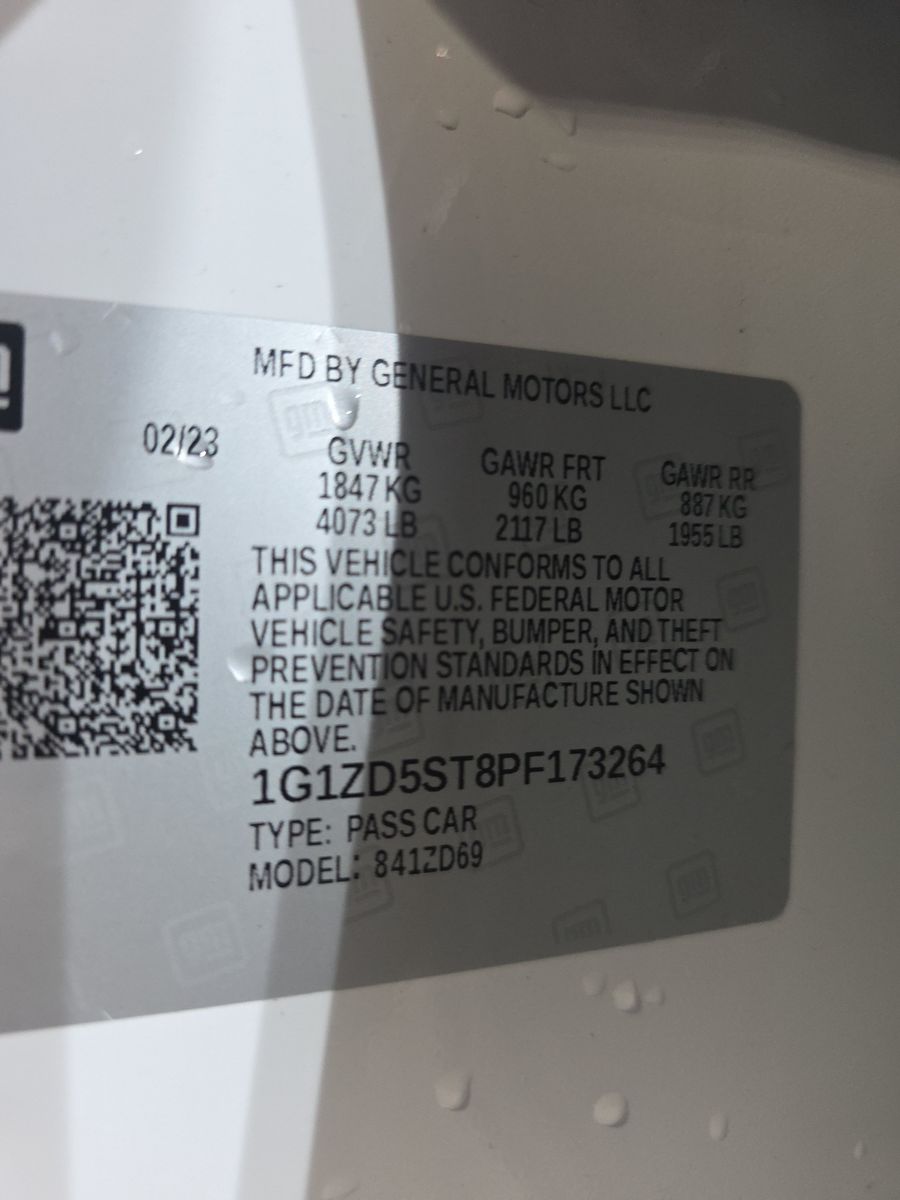 MFD BY GENERAL MOTORS LLC
02/23
GVWR GAWR FRT GAWR RR
1847 KG 960 KG 887 KG
4073 LB 2117 LB 1955 LB
THIS VEHICLE CONFORMS TO ALL
APPLICABLE U.S. FEDERAL MOTOR
VEHICLE SAFETY, BUMPER, AND THEFT
PREVENTION STANDARDS IN EFFECT ON
THE DATE OF MANUFACTURE SHOWN
ABOVE.
1G1ZD5ST8PF173264
TYPE: PASS CAR
MODEL: 841ZD69